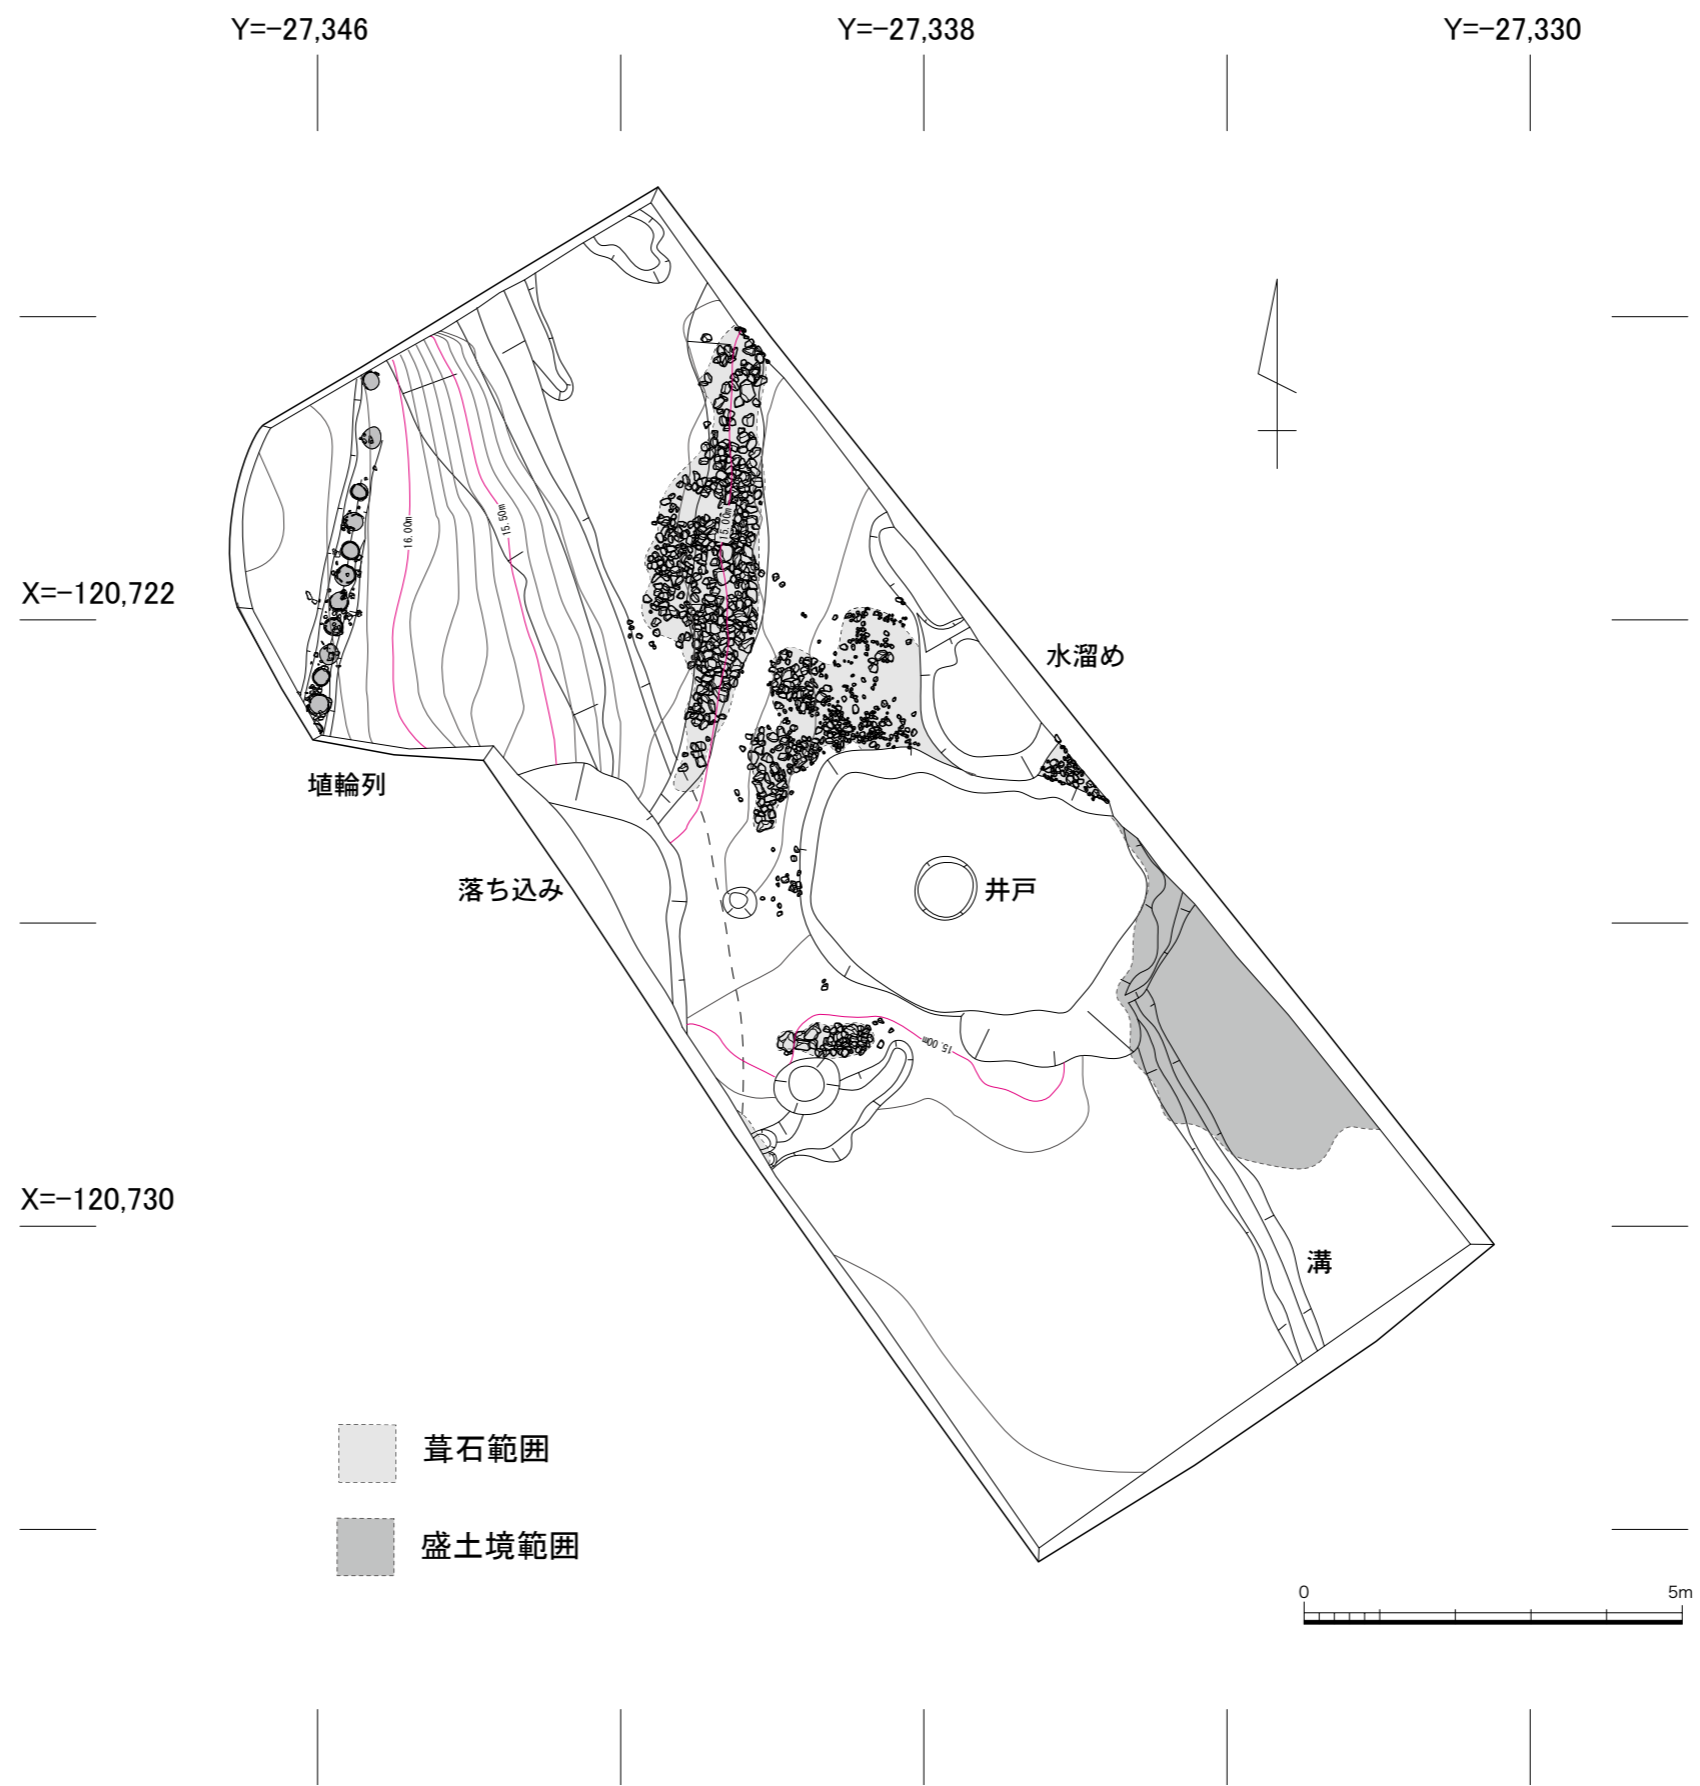 Y=-27,346
Y=-27,338
Y=-27,330
X=-120,722
X=-120,730
16.00m
15.50m
15.00m
水溜め
埴輪列
落ち込み
井戸
15.00m
溝
葺石範囲
盛土境範囲
0
5m